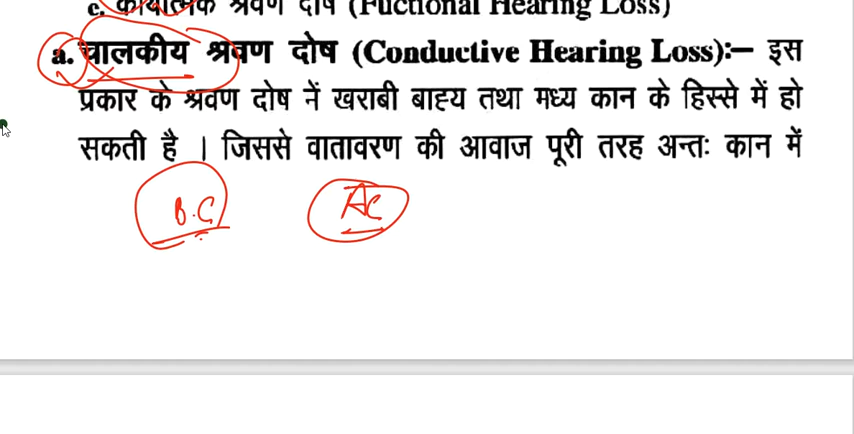 c. कार्यात्मक श्रवण दोष (Fuctional Hearing Loss)
a. चालकीय श्रवण दोष (Conductive Hearing Loss):– इस
प्रकार के श्रवण दोष नें खराबी बाह्य तथा मध्य कान के हिस्से में हो
सकती है । जिससे वातावरण की आवाज पूरी तरह अन्तः कान में
B.C AC